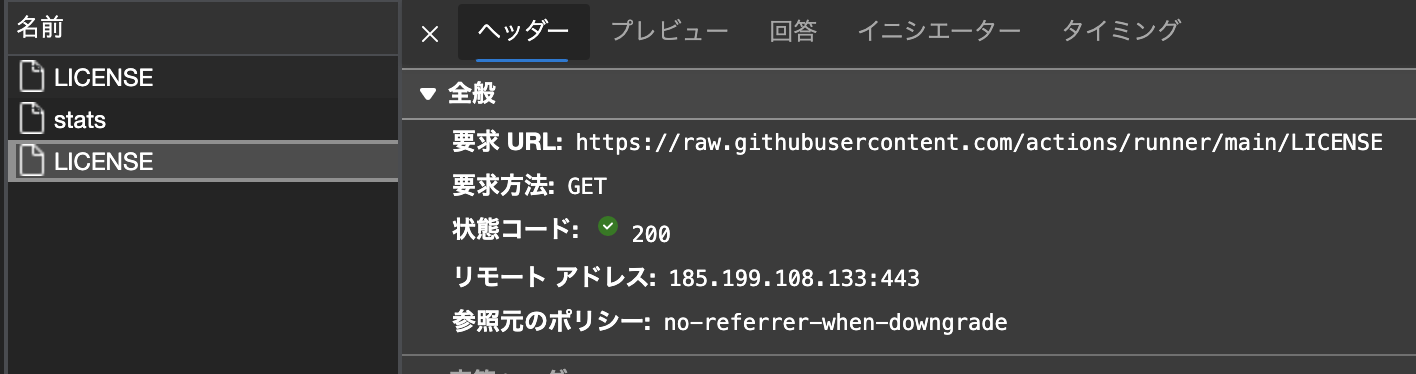 名前
LICENSE
stats
LICENSE
ヘッダー プレビュー 回答 イニシエーター タイミング
全般
要求 URL: https://raw.githubusercontent.com/actions/runner/main/LICENSE
要求方法: GET
状態コード: 200
リモート アドレス: 185.199.108.133:443
参照元のポリシー: no-referrer-when-downgrade